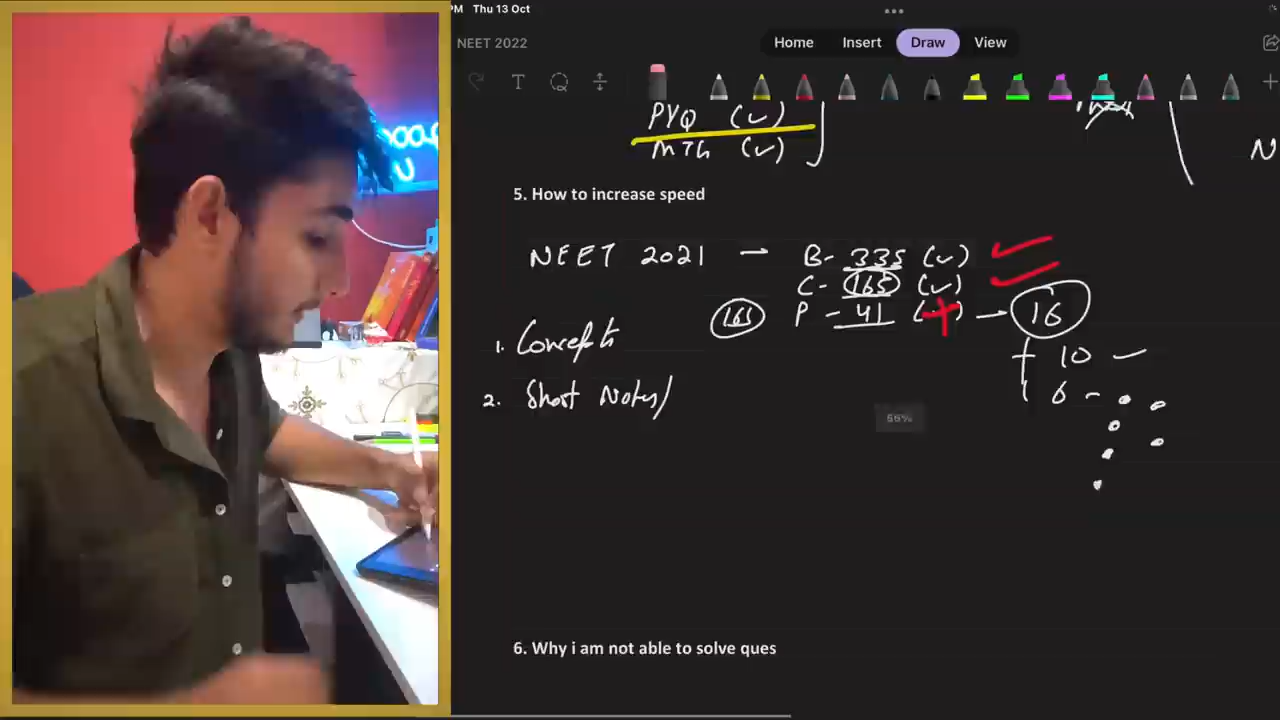 PM Thu 13 Oct
NEET 2022
Home Insert Draw View
T
PYQ (✓)
MTG (✓)
N
5. How to increase speed
NEET 2021 → B- 335 (✓)
C- 165 (✓)
165 P - 41 → 16
1. Concepts
10
2. Short Notes/
6
56%
6. Why i am not able to solve ques